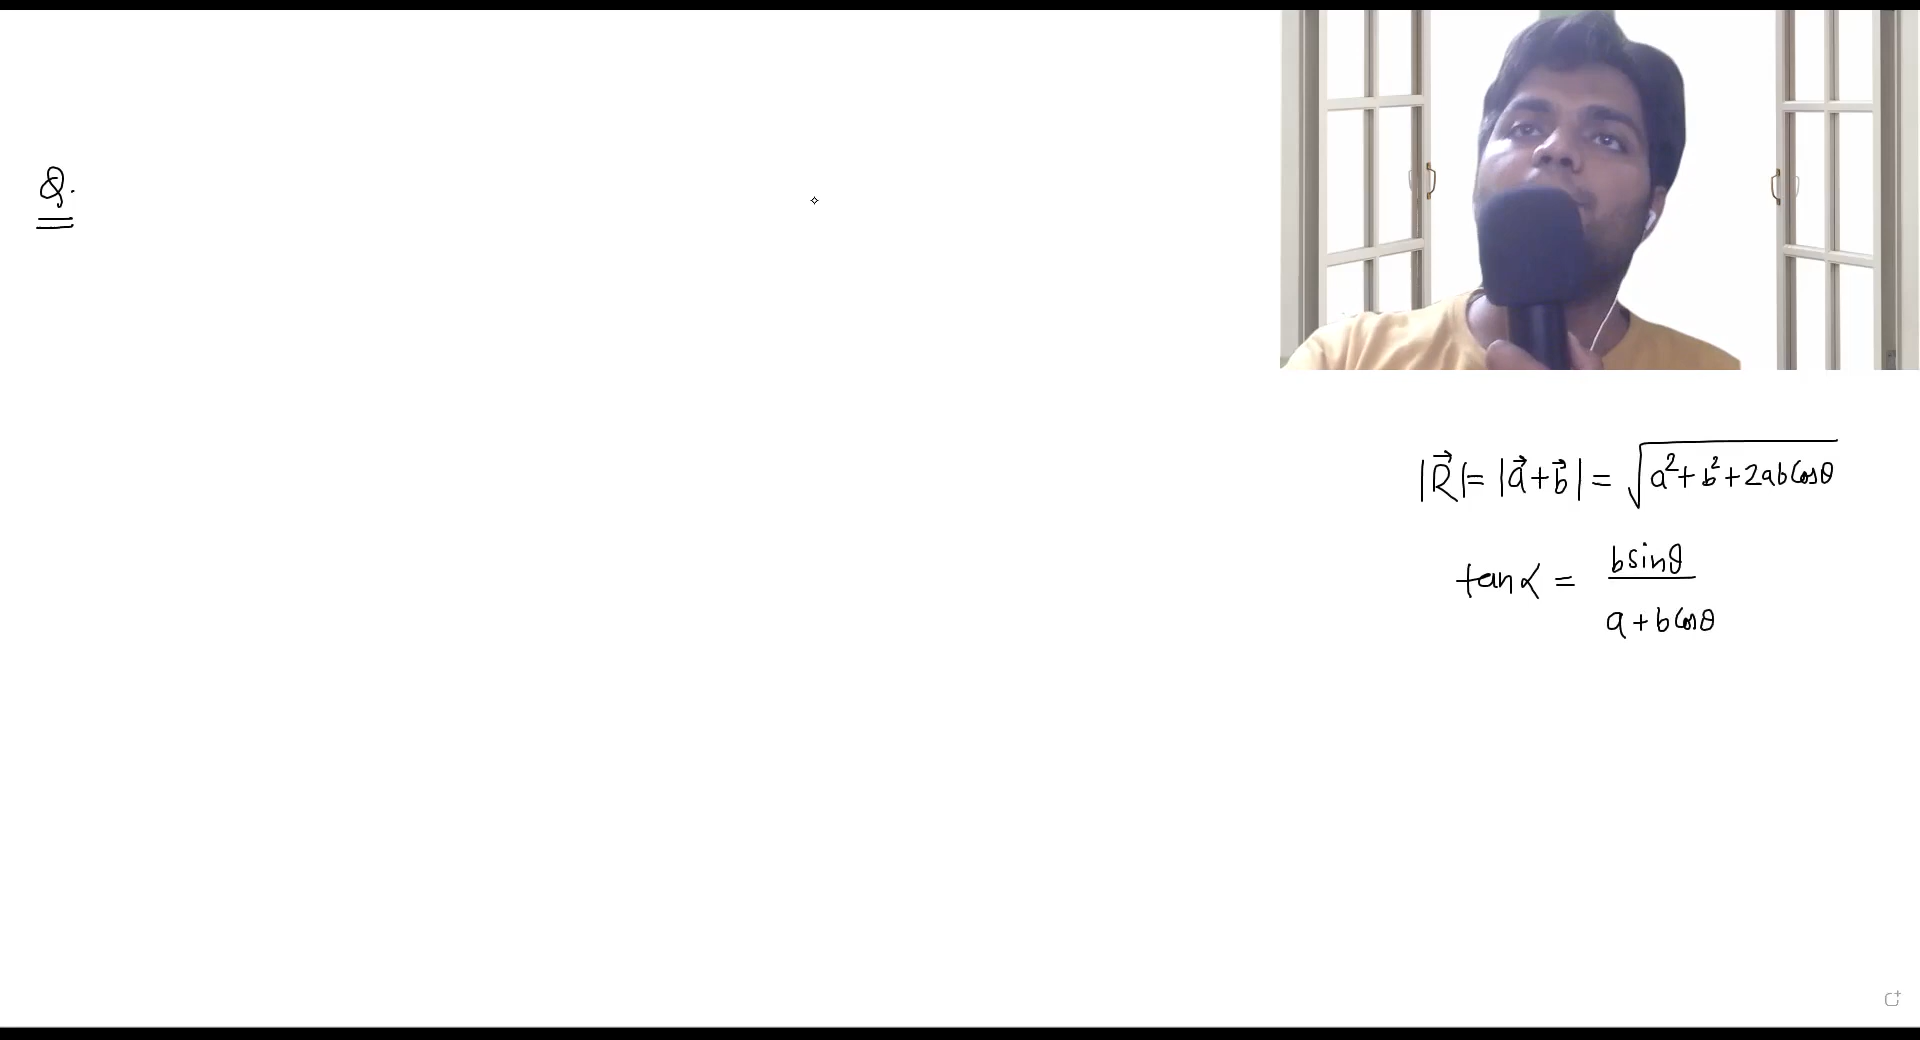 Q.
|R⃗| = |a⃗ + b⃗| = √(a² + b² + 2ab Cosθ)
tan α = b sinθ / a + b Cosθ